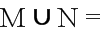 M ∪ N =